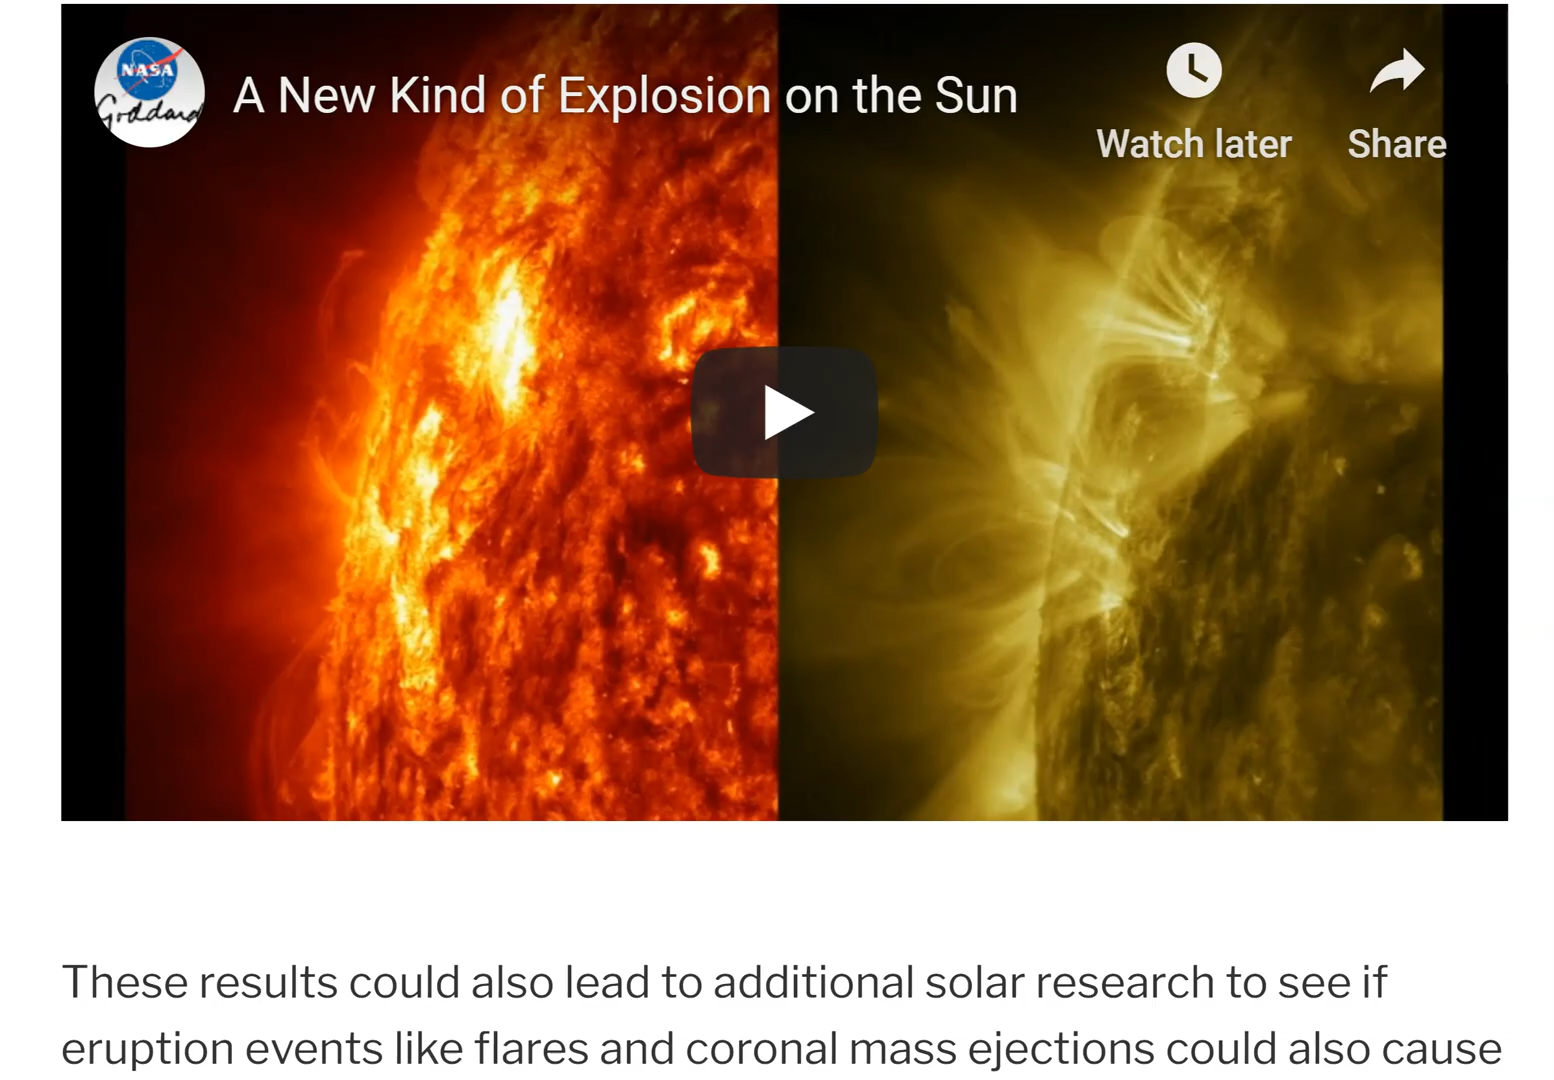 NASA
Goddard
A New Kind of Explosion on the Sun
Watch later
Share
These results could also lead to additional solar research to see if
eruption events like flares and coronal mass ejections could also cause